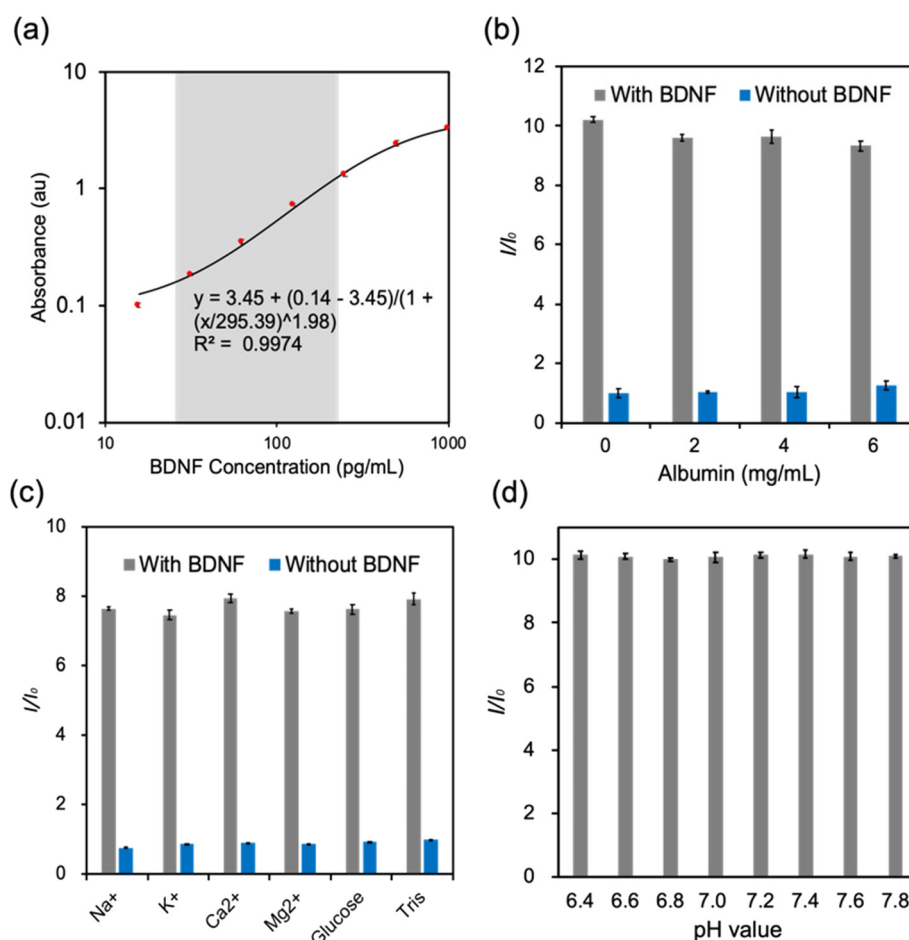 (a)
10
1
0.1
0.01
Absorbance (au)
y = 3.45 + (0.14 - 3.45)/(1 +
(x/295.39)^1.98)
R² = 0.9974
10
100
1000
BDNF Concentration (pg/mL)
(b)
12
10
8
6
4
2
0
I/I₀
With BDNF
Without BDNF
0
2
4
6
Albumin (mg/mL)
(c)
10
8
6
4
2
0
I/I₀
With BDNF
Without BDNF
Na+
K+
Ca2+
Mg2+
Glucose
Tris
(d)
10
8
6
4
2
0
I/I₀
6.4
6.6
6.8
7.0
7.2
7.4
7.6
7.8
pH value